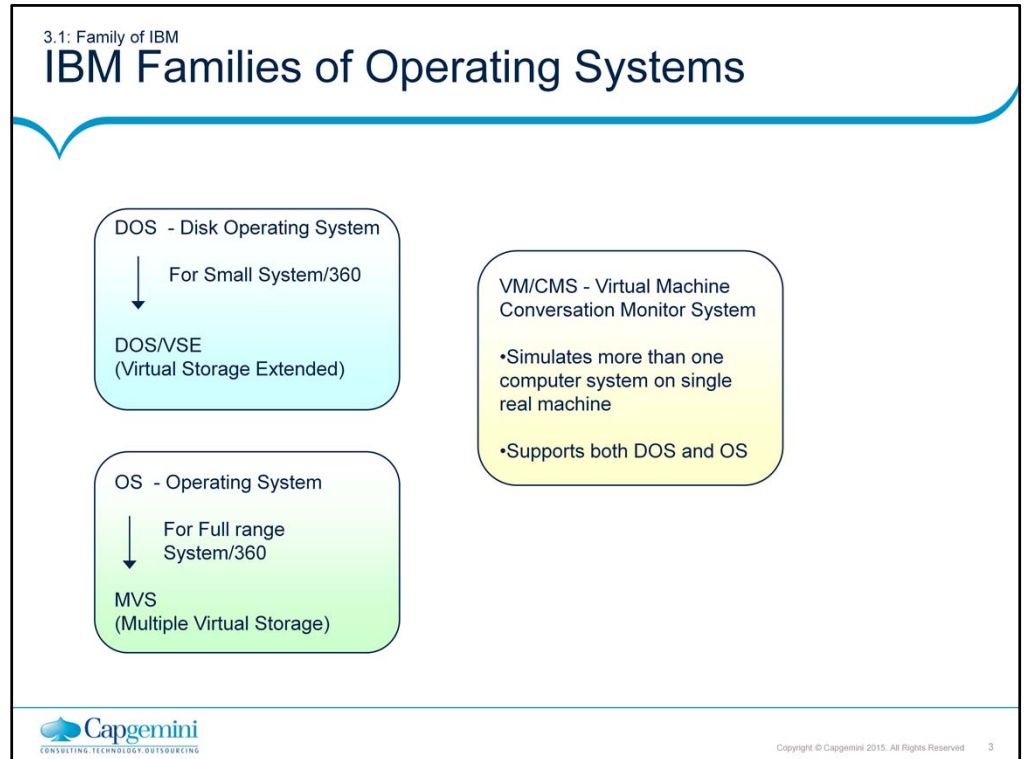 3.1: Family of IBM
IBM Families of Operating Systems
DOS - Disk Operating System
For Small System/360
DOS/VSE
(Virtual Storage Extended)
OS - Operating System
For Full range
System/360
MVS
(Multiple Virtual Storage)
VM/CMS - Virtual Machine
Conversation Monitor System
•Simulates more than one
computer system on single
real machine
•Supports both DOS and OS
Capgemini
CONSULTING.TECHNOLOGY.OUTSOURCING
Copyright © Capgemini 2015. All Rights Reserved 3